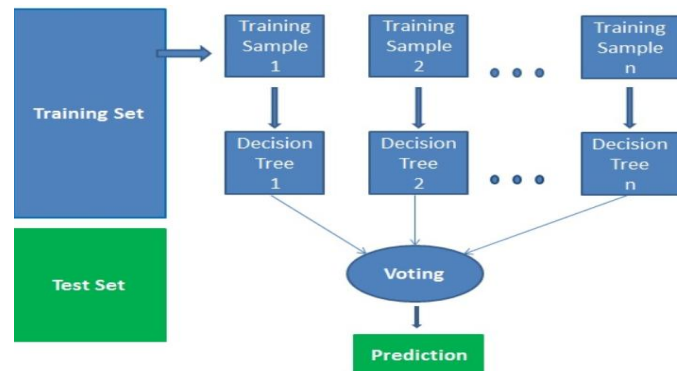 Training Set
Training
Sample
1
Training
Sample
2
Training
Sample
n
Decision
Tree
1
Decision
Tree
2
Decision
Tree
n
Voting
Test Set
Prediction